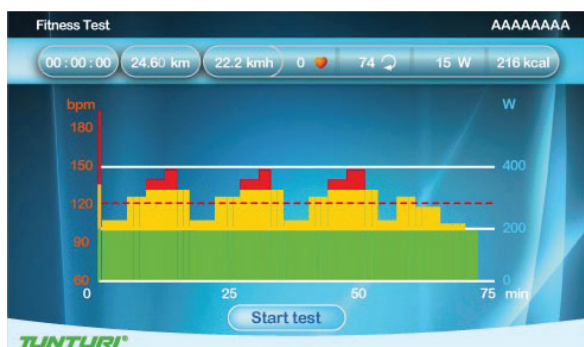 Fitness Test AAAAAAAA
00:00:00 24.60 km 22.2 kmh 0 74 15 W 216 kcal
bpm W
180
150 400
120
90 200
60 0
0 25 50 75 min
Start test
TUNTURI®